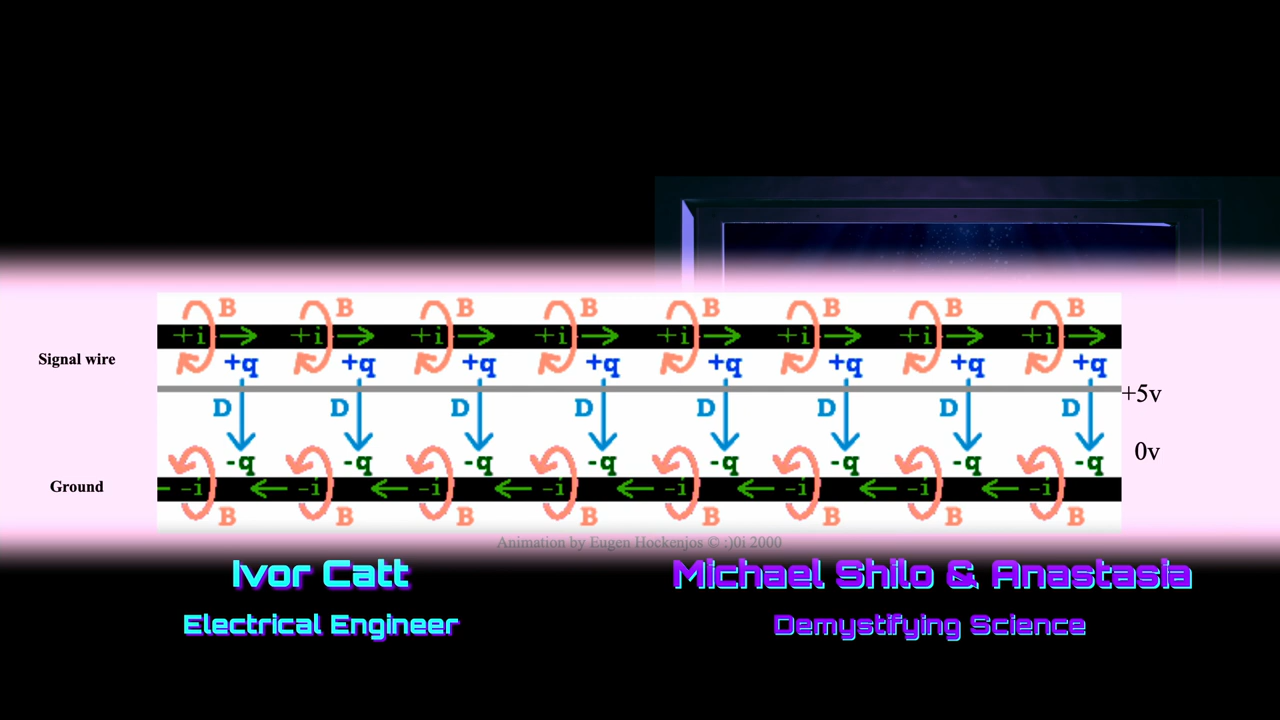 B B B B B B B B
+i +i +i +i +i +i +i +i
Signal wire
+q +q +q +q +q +q +q +q
+5v
D D D D D D D D
0v
-q -q -q -q -q -q -q -q
Ground
-i -i -i -i -i -i -i -i
B B B B B B B B
Animation by Eugen Hockenjos © :)0i 2000
Ivor Catt
Electrical Engineer
Michael Shilo & Anastasia
Demystifying Science